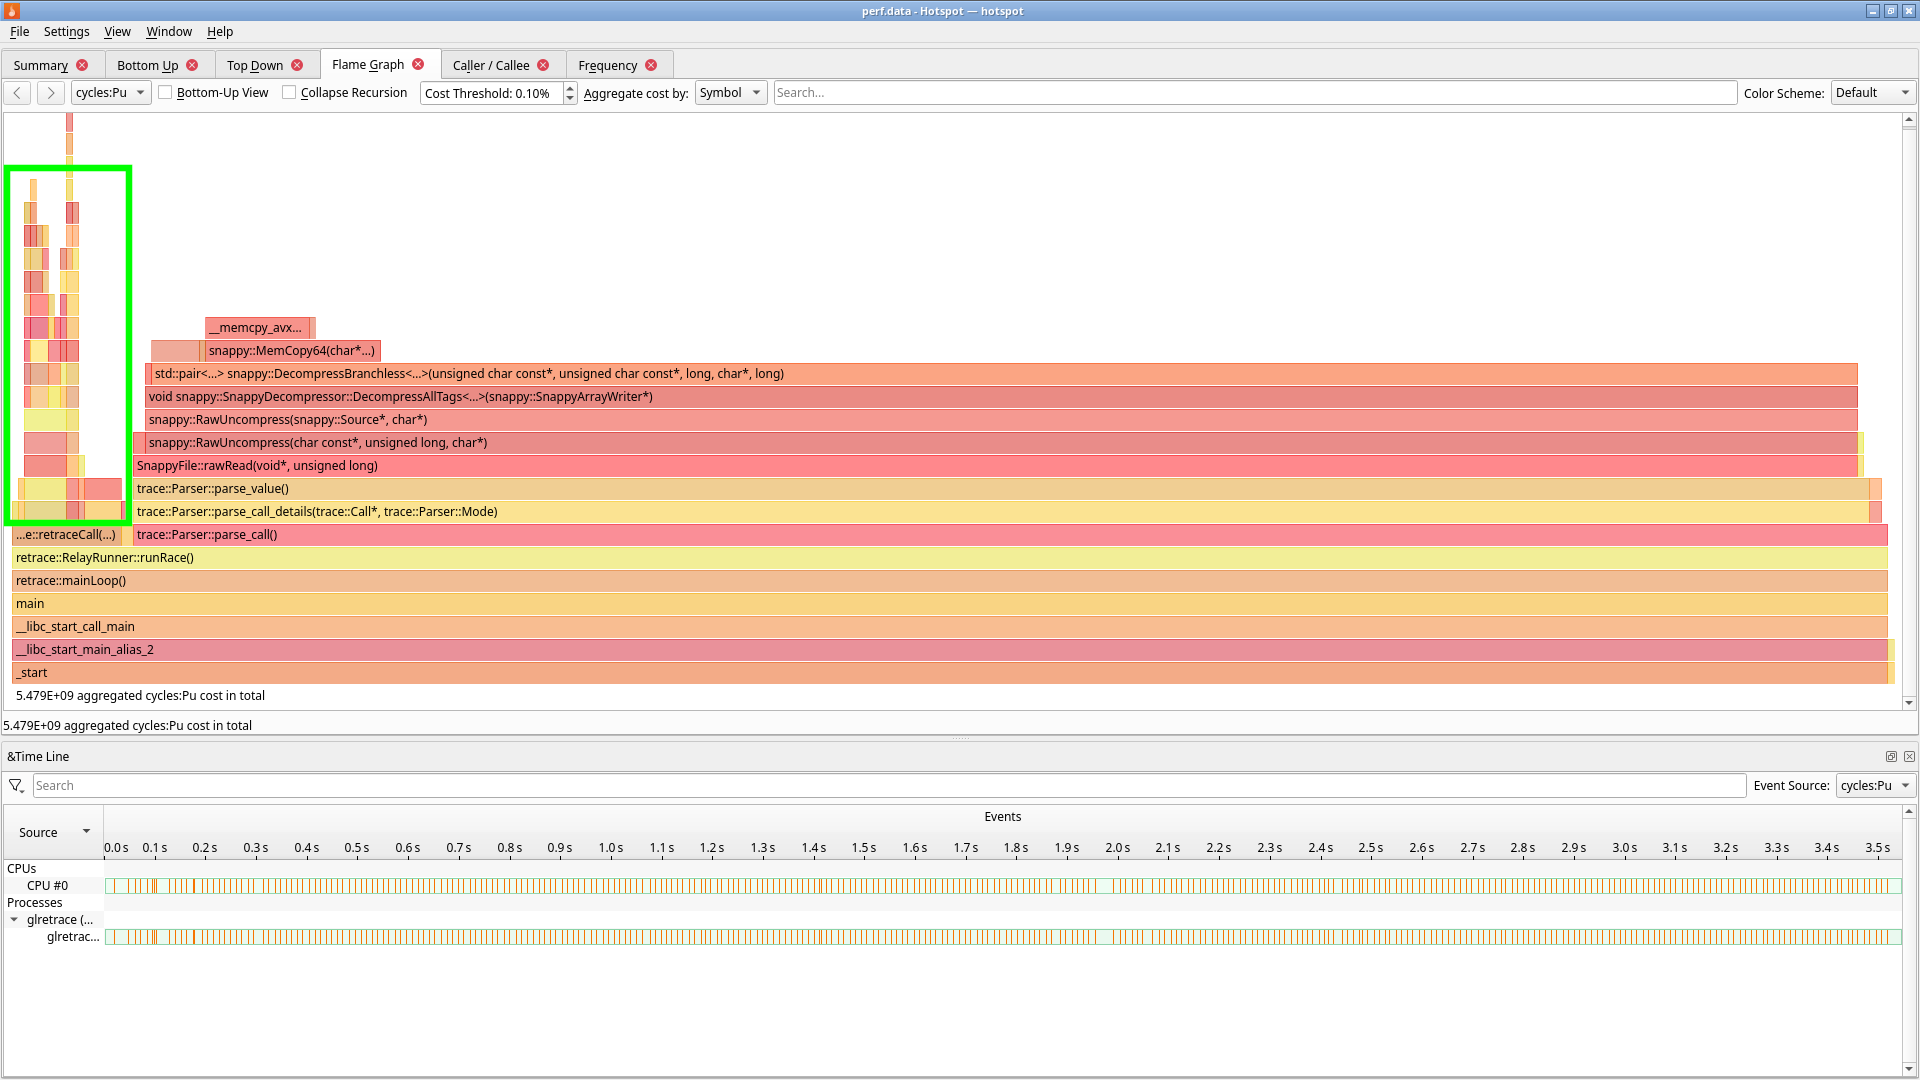 perf.data - Hotspot — hotspot
File Settings View Window Help
Summary Bottom Up Top Down Flame Graph Caller / Callee Frequency
cycles:Pu Bottom-Up View Collapse Recursion Cost Threshold: 0.10% Aggregate cost by: Symbol Search... Color Scheme: Default
__memcpy_avx...
snappy::MemCopy64(char*...)
std::pair<...> snappy::DecompressBranchless<...>(unsigned char const*, unsigned char const*, long, char*, long)
void snappy::SnappyDecompressor::DecompressAllTags<...>(snappy::SnappyArrayWriter*)
snappy::RawUncompress(snappy::Source*, char*)
snappy::RawUncompress(char const*, unsigned long, char*)
SnappyFile::rawRead(void*, unsigned long)
trace::Parser::parse_value()
trace::Parser::parse_call_details(trace::Call*, trace::Parser::Mode)
...e::retraceCall(...) trace::Parser::parse_call()
retrace::RelayRunner::runRace()
retrace::mainLoop()
main
__libc_start_call_main
__libc_start_main_alias_2
_start
5.479E+09 aggregated cycles:Pu cost in total
5.479E+09 aggregated cycles:Pu cost in total
&Time Line
Search Event Source: cycles:Pu
Source Events
0.0 s 0.1 s 0.2 s 0.3 s 0.4 s 0.5 s 0.6 s 0.7 s 0.8 s 0.9 s 1.0 s 1.1 s 1.2 s 1.3 s 1.4 s 1.5 s 1.6 s 1.7 s 1.8 s 1.9 s 2.0 s 2.1 s 2.2 s 2.3 s 2.4 s 2.5 s 2.6 s 2.7 s 2.8 s 2.9 s 3.0 s 3.1 s 3.2 s 3.3 s 3.4 s 3.5 s
CPUs
CPU #0
Processes
glretrace (...
glretrac...